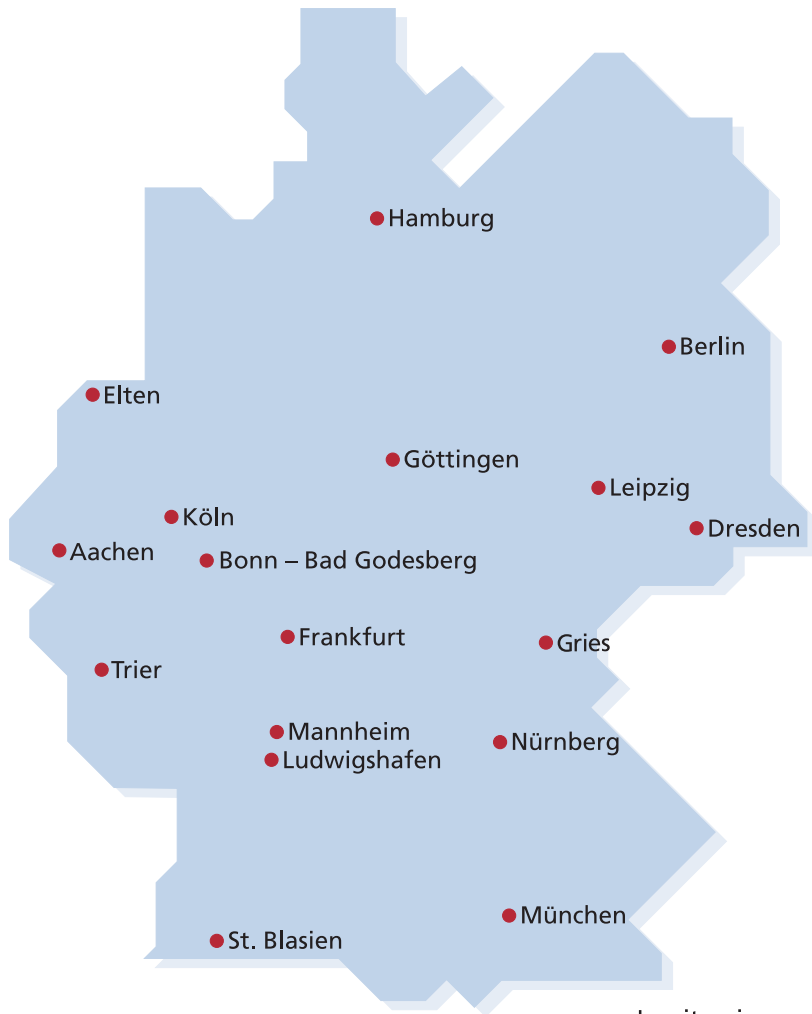 Hamburg
Berlin
Elten
Göttingen
Leipzig
Köln
Dresden
Aachen
Bonn – Bad Godesberg
Frankfurt
Gries
Trier
Mannheim
Nürnberg
Ludwigshafen
München
St. Blasien